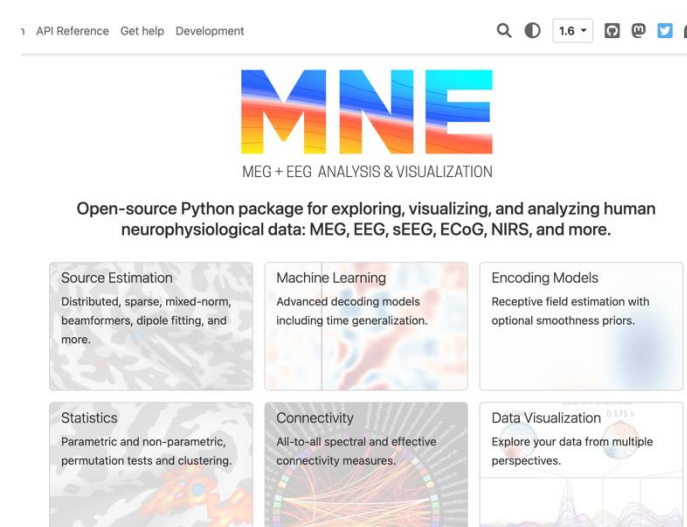 API Reference Get help Development 1.6
MNE
MEG + EEG ANALYSIS & VISUALIZATION
Open-source Python package for exploring, visualizing, and analyzing human
neurophysiological data: MEG, EEG, sEEG, ECoG, NIRS, and more.
Source Estimation
Distributed, sparse, mixed-norm,
beamformers, dipole fitting, and
more.
Machine Learning
Advanced decoding models
including time generalization.
Encoding Models
Receptive field estimation with
optional smoothness priors.
Statistics
Parametric and non-parametric,
permutation tests and clustering.
Connectivity
All-to-all spectral and effective
connectivity measures.
Data Visualization
0.171 s
Explore your data from multiple
perspectives.